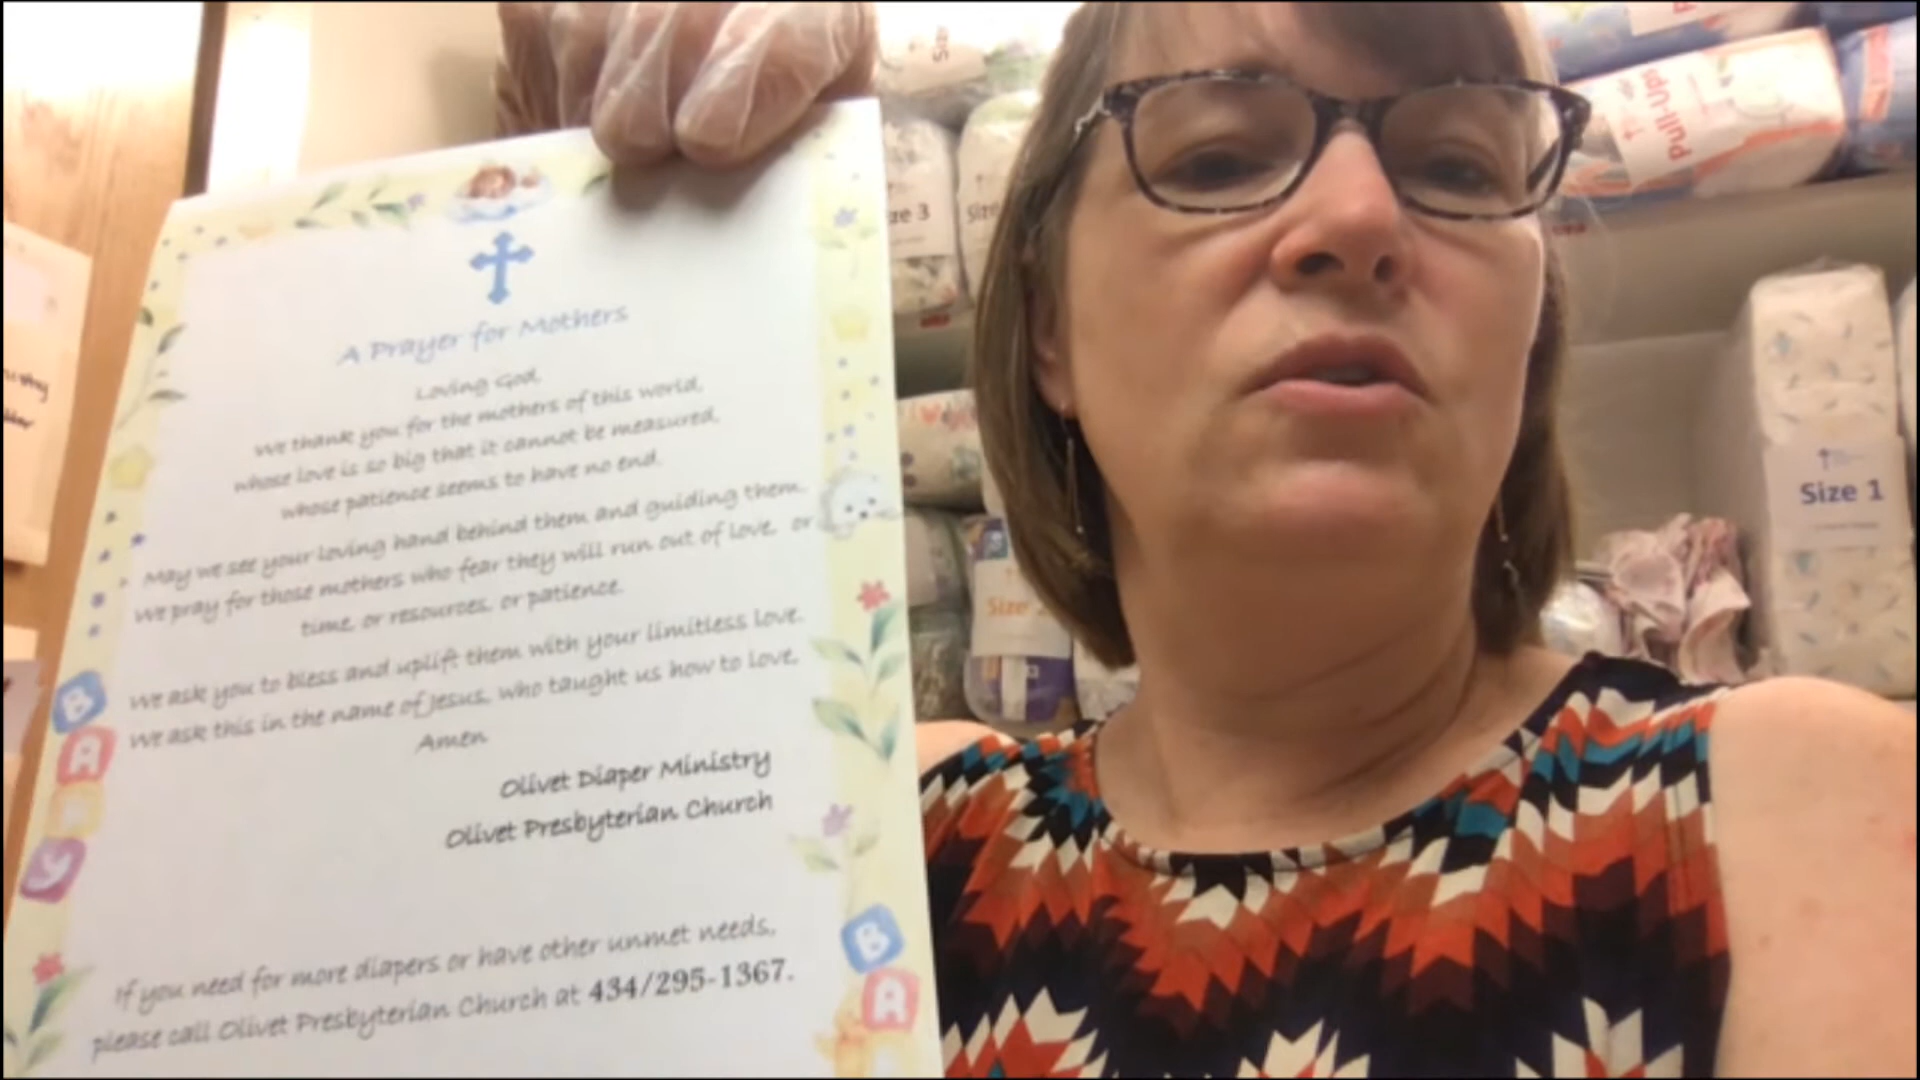 A Prayer for Mothers
Loving God,
We thank you for the mothers of this world,
whose love is so big that it cannot be measured,
whose patience seems to have no end.
May we see your loving hand behind them and guiding them.
We pray for those mothers who fear they will run out of love, or
time, or resources, or patience.
We ask you to bless and uplift them with your limitless love.
We ask this in the name of Jesus, who taught us how to love,
Amen
Olivet Diaper Ministry
Olivet Presbyterian Church
If you need for more diapers or have other unmet needs,
please call Olivet Presbyterian Church at 434/295-1367.
B
A
B
Y
B
A
ze 3
Size
Pull-Ups
Size 1
Size